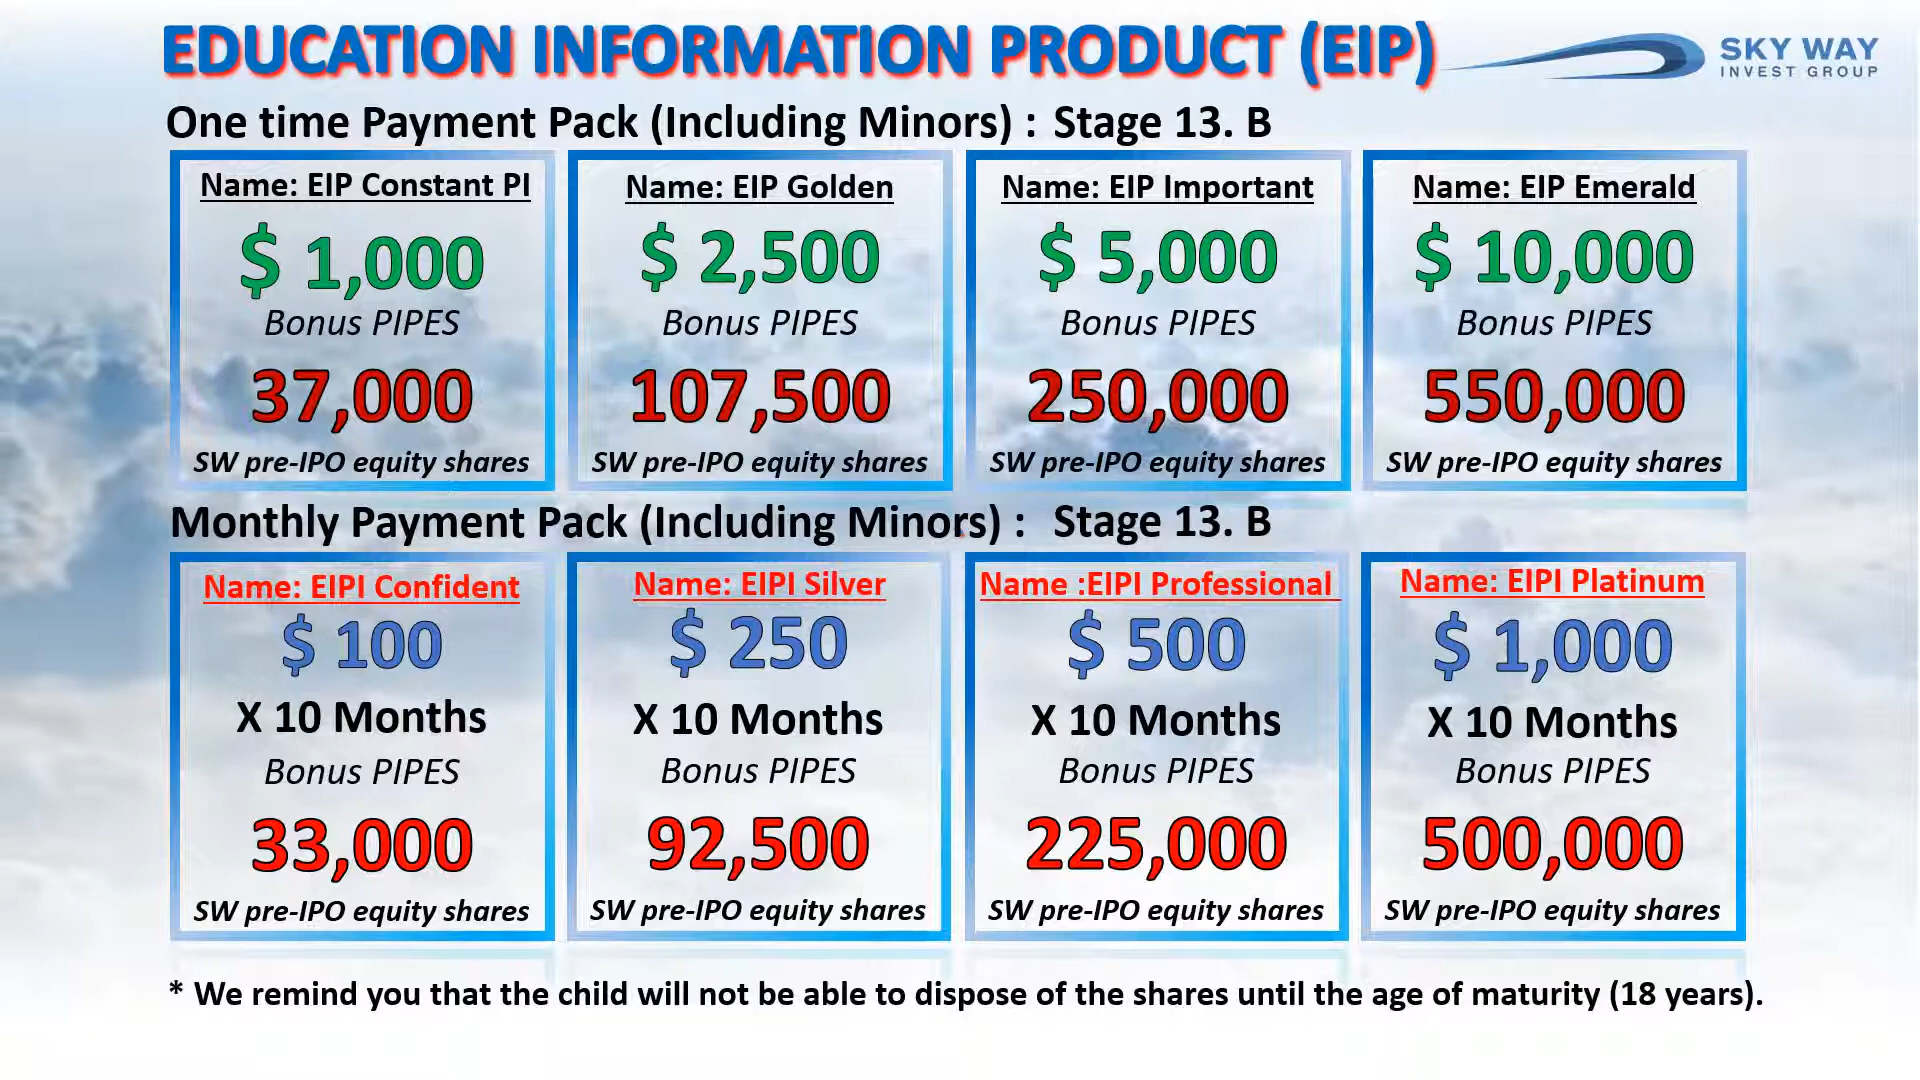 EDUCATION INFORMATION PRODUCT (EIP)
SKY WAY
INVEST GROUP
One time Payment Pack (Including Minors) : Stage 13. B
Name: EIP Constant PI
$ 1,000
Bonus PIPES
37,000
SW pre-IPO equity shares
Name: EIP Golden
$ 2,500
Bonus PIPES
107,500
SW pre-IPO equity shares
Name: EIP Important
$ 5,000
Bonus PIPES
250,000
SW pre-IPO equity shares
Name: EIP Emerald
$ 10,000
Bonus PIPES
550,000
SW pre-IPO equity shares
Monthly Payment Pack (Including Minors) : Stage 13. B
Name: EIPI Confident
$ 100
X 10 Months
Bonus PIPES
33,000
SW pre-IPO equity shares
Name: EIPI Silver
$ 250
X 10 Months
Bonus PIPES
92,500
SW pre-IPO equity shares
Name :EIPI Professional
$ 500
X 10 Months
Bonus PIPES
225,000
SW pre-IPO equity shares
Name: EIPI Platinum
$ 1,000
X 10 Months
Bonus PIPES
500,000
SW pre-IPO equity shares
* We remind you that the child will not be able to dispose of the shares until the age of maturity (18 years).